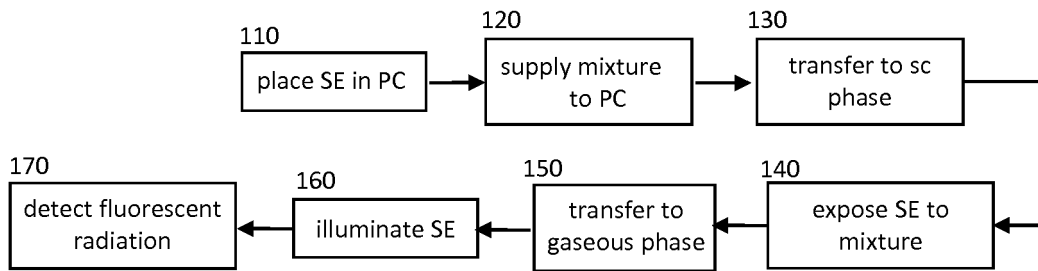 110
place SE in PC
120
supply mixture
to PC
130
transfer to sc
phase
140
expose SE to
mixture
150
transfer to
gaseous phase
160
illuminate SE
170
detect fluorescent
radiation